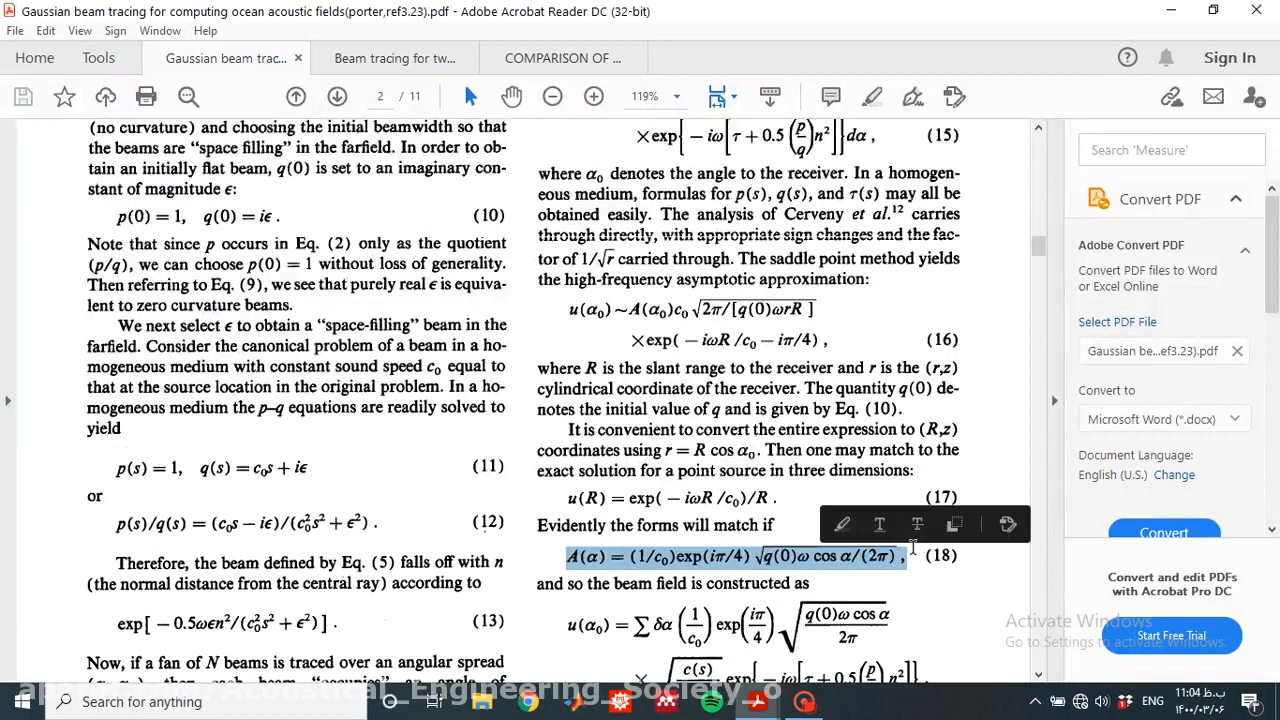 Gaussian beam tracing for computing ocean acoustic fields(porter,ref3.23).pdf - Adobe Acrobat Reader DC (32-bit)
File Edit View Sign Window Help
Home Tools Gaussian beam trac... × Beam tracing for tw... COMPARISON OF ... Sign In
2 / 11 119%
(no curvature) and choosing the initial beamwidth so that
the beams are "space filling" in the farfield. In order to ob-
tain an initially flat beam, q(0) is set to an imaginary con-
stant of magnitude ϵ:
p(0) = 1, q(0) = iϵ . (10)
Note that since p occurs in Eq. (2) only as the quotient
(p/q), we can choose p(0) = 1 without loss of generality.
Then referring to Eq. (9), we see that purely real ϵ is equiva-
lent to zero curvature beams.
We next select ϵ to obtain a "space-filling" beam in the
farfield. Consider the canonical problem of a beam in a ho-
mogeneous medium with constant sound speed c₀ equal to
that at the source location in the original problem. In a ho-
mogeneous medium the p–q equations are readily solved to
yield
p(s) = 1, q(s) = c₀s + iϵ (11)
or
p(s)/q(s) = (c₀s − iϵ)/(c₀²s² + ϵ²) . (12)
Therefore, the beam defined by Eq. (5) falls off with n
(the normal distance from the central ray) according to
exp[ − 0.5ωϵn²/(c₀²s² + ϵ²)] . (13)
Now, if a fan of N beams is traced over an angular spread
×exp{ − iω[τ + 0.5 (p/q)n²]}dα , (15)
where α₀ denotes the angle to the receiver. In a homogen-
eous medium, formulas for p(s), q(s), and τ(s) may all be
obtained easily. The analysis of Cerveny et al.¹² carries
through directly, with appropriate sign changes and the fac-
tor of 1/√r carried through. The saddle point method yields
the high-frequency asymptotic approximation:
u(α₀) ~ A(α₀)c₀ √2π/[q(0)ωrR ]
×exp( − iωR /c₀ − iπ/4) , (16)
where R is the slant range to the receiver and r is the (r,z)
cylindrical coordinate of the receiver. The quantity q(0) de-
notes the initial value of q and is given by Eq. (10).
It is convenient to convert the entire expression to (R,z)
coordinates using r = R cos α₀. Then one may match to the
exact solution for a point source in three dimensions:
u(R) = exp( − iωR /c₀)/R . (17)
Evidently the forms will match if
A(α) = (1/c₀)exp(iπ/4) √q(0)ω cos α/(2π) , (18)
and so the beam field is constructed as
u(α₀) = ∑ δα (1/c₀) exp(iπ/4) √q(0)ω cos α / 2π
× √c(s) exp{ − iω[τ + 0.5(p/q)n²]
Search 'Measure'
Convert PDF
Adobe Convert PDF
Convert PDF files to Word
or Excel Online
Select PDF File
Gaussian be...ef3.23).pdf ×
Convert to
Microsoft Word (*.docx)
Document Language:
English (U.S.) Change
Convert
Convert and edit PDFs
with Acrobat Pro DC
Start Free Trial
Activate Windows
Go to Settings to activate Windows.
Acoustical_Engineering_Society_o
Type here to search
ENG
11:04 ب.ظ
۱۴۰۰/۰۳/۰۶